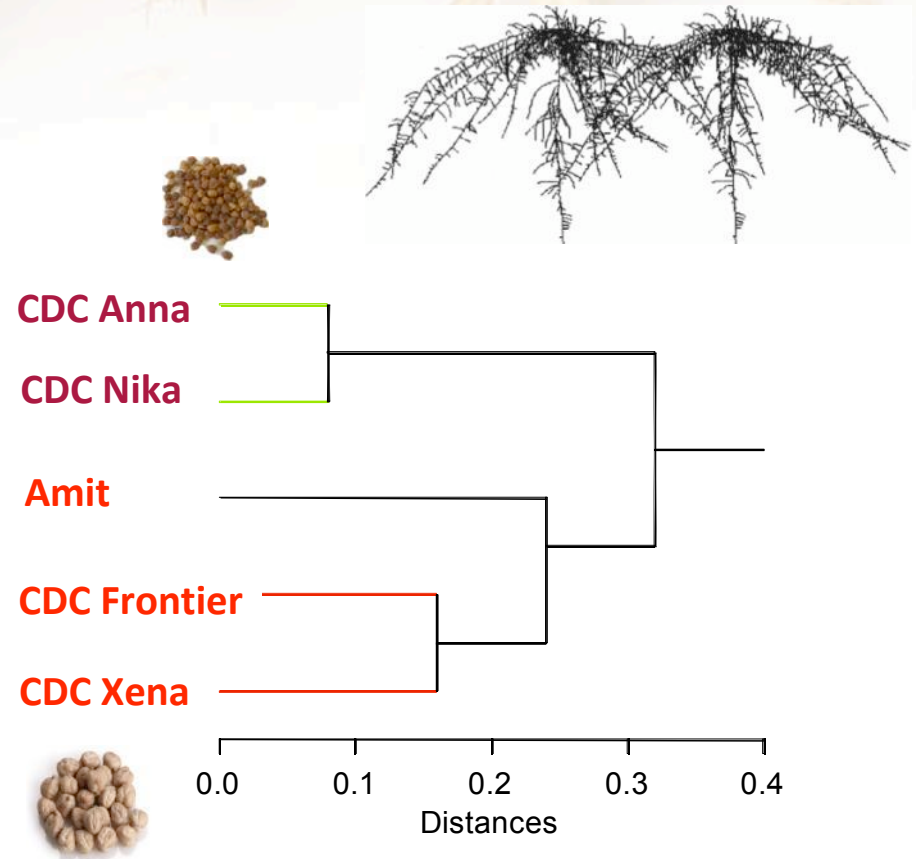 CDC Anna
CDC Nika
Amit
CDC Frontier
CDC Xena
0.0 0.1 0.2 0.3 0.4
Distances